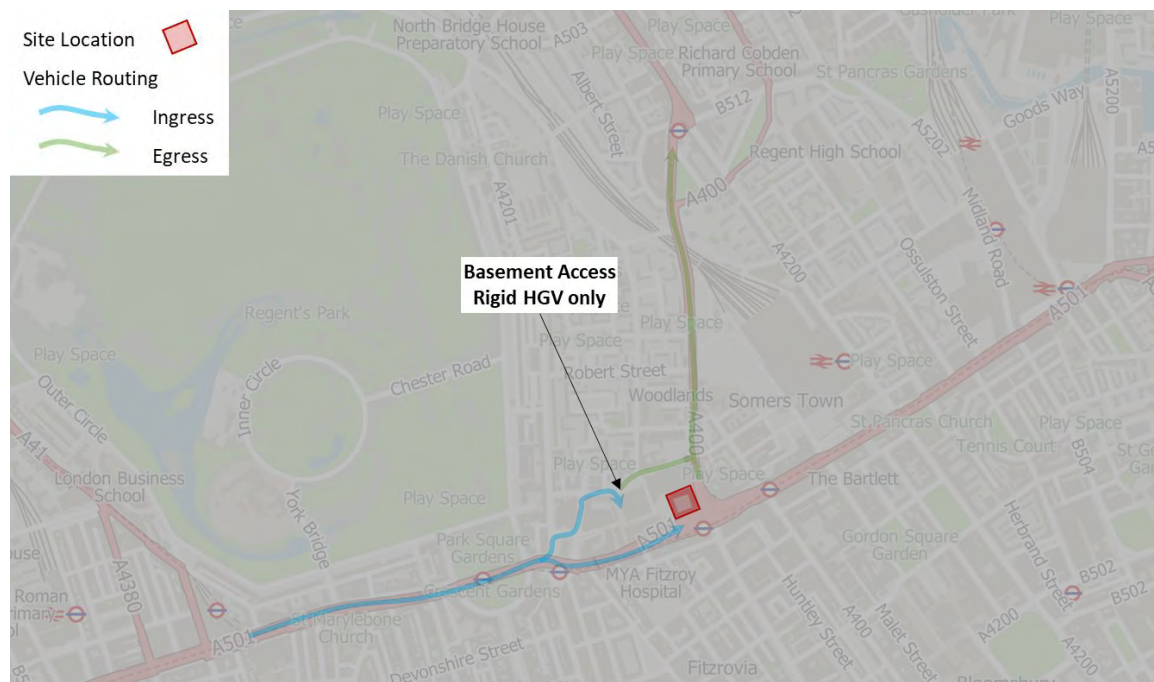 Site Location
Vehicle Routing
Ingress
Egress
North Bridge House
Preparatory School
A503
Play Space
Play Space
Richard Cobden
Primary School
Play Space
St Pancras Gardens
A5200
Goods Way
B512
Albert Street
Play Space
The Danish Church
A4201
Regent High School
A5202
A400
Midland Road
A4200
Ossulston Street
A501
Basement Access
Rigid HGV only
Regent's Park
Play Space
Play Space
Play Space
Outer Circle
Inner Circle
Chester Road
Robert Street
Woodlands
Somers Town
Play Space
A400
St Pancras Church
Play Space
Tennis Court
B504
A41
London Business
School
Play Space
Play Space
Play Space
The Bartlett
York Bridge
A501
Park Square
Gardens
Gordon Square
Garden
Herbrand Street
MYA Fitzroy
Hospital
Crescent Gardens
A4380
Roman
St Marylebone
Church
A501
Devonshire Street
Huntley Street
A400
Malet Street
A4200
B502
B502
A4200
Fitzrovia
Bloomsbury